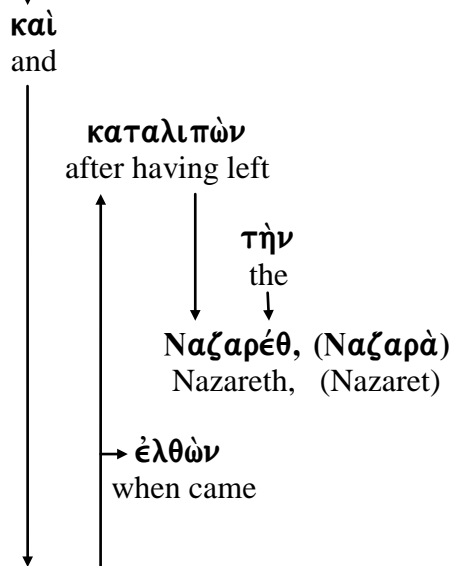 καὶ
and
καταλιπὼν
after having left
τὴν
the
Ναζαρέθ, (Ναζαρὰ)
Nazareth, (Nazaret)
ἐλθὼν
when came